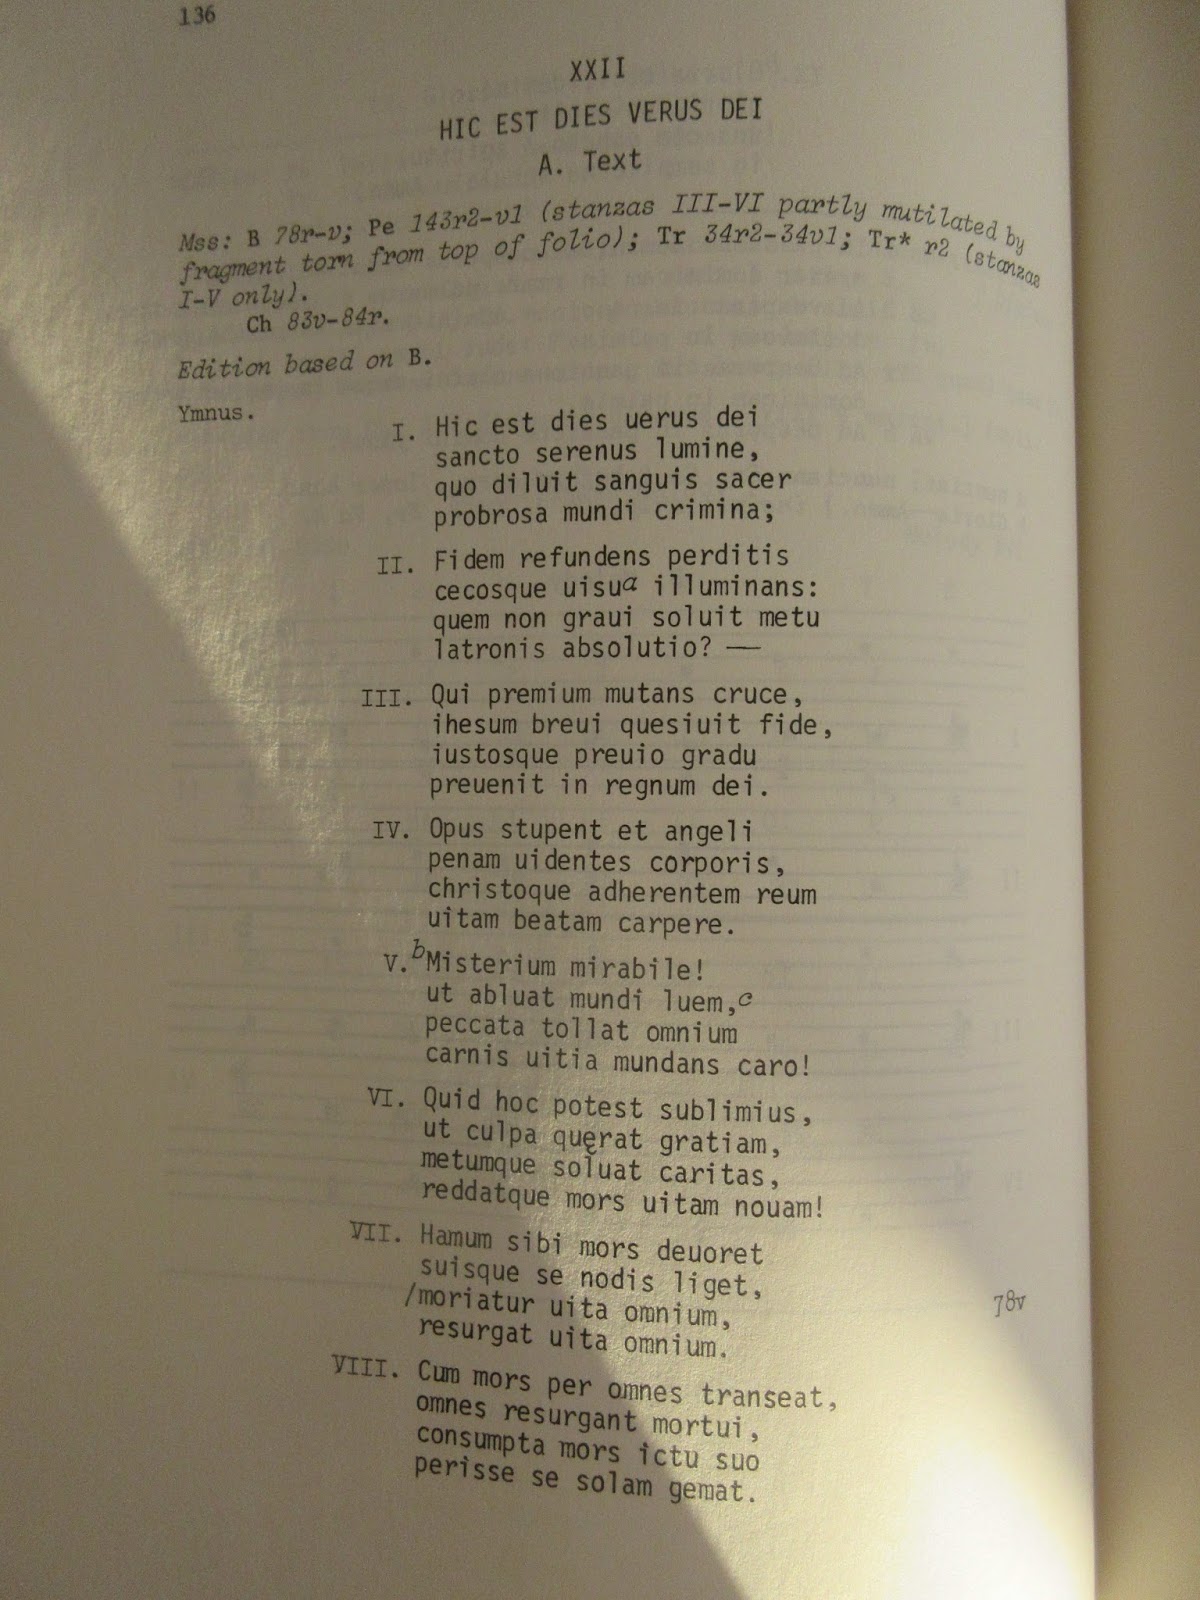 136
XXII
HIC EST DIES VERUS DEI
A. Text
Mss: B 78r-v; Pe 143r2-v1 (stanzas III-VI partly mutilated by
fragment torn from top of folio); Tr 34r2-34v1; Tr* r2 (stanzas
I-V only).
Ch 83v-84r.
Edition based on B.
Ymnus.
I. Hic est dies uerus dei
sancto serenus lumine,
quo diluit sanguis sacer
probrosa mundi crimina;
II. Fidem refundens perditis
cecosque uisuᵃ illuminans:
quem non graui soluit metu
latronis absolutio? —
III. Qui premium mutans cruce,
ihesum breui quesiuit fide,
iustosque preuio gradu
preuenit in regnum dei.
IV. Opus stupent et angeli
penam uidentes corporis,
christoque adherentem reum
uitam beatam carpere.
V. ᵇMisterium mirabile!
ut abluat mundi luem,ᶜ
peccata tollat omnium
carnis uitia mundans caro!
VI. Quid hoc potest sublimius,
ut culpa quęrat gratiam,
metumque soluat caritas,
reddatque mors uitam nouam!
VII. Hamum sibi mors deuoret
suisque se nodis liget,
/moriatur uita omnium, 78v
resurgat uita omnium.
VIII. Cum mors per omnes transeat,
omnes resurgant mortui,
consumpta mors ictu suo
perisse se solam gemat.